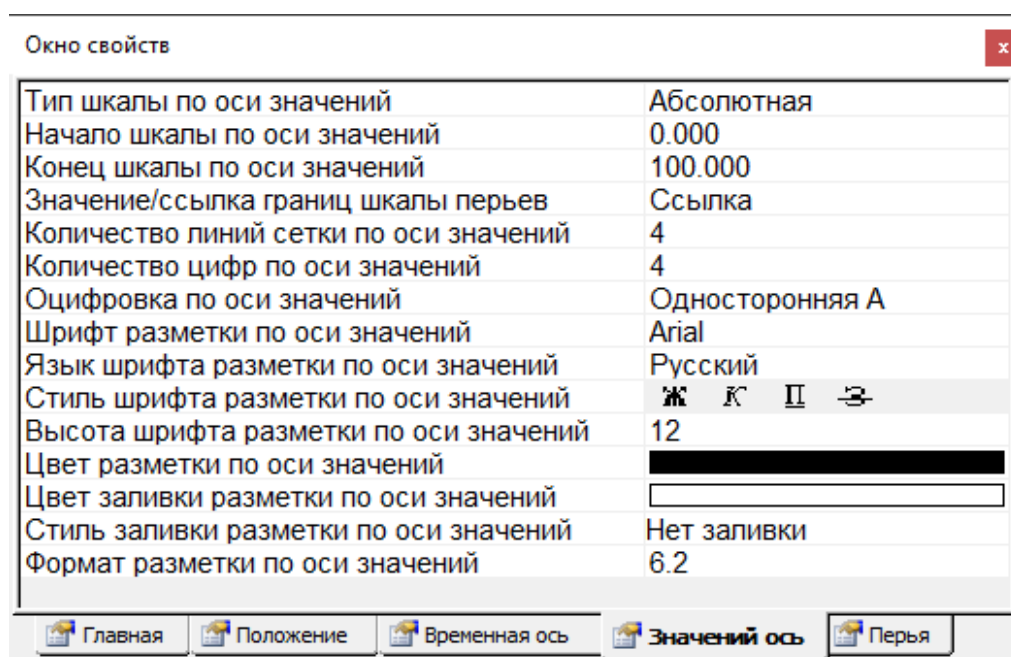 Окно свойств
x
Тип шкалы по оси значений Абсолютная
Начало шкалы по оси значений 0.000
Конец шкалы по оси значений 100.000
Значение/ссылка границ шкалы перьев Ссылка
Количество линий сетки по оси значений 4
Количество цифр по оси значений 4
Оцифровка по оси значений Односторонняя А
Шрифт разметки по оси значений Arial
Язык шрифта разметки по оси значений Русский
Стиль шрифта разметки по оси значений Ж К П З
Высота шрифта разметки по оси значений 12
Цвет разметки по оси значений
Цвет заливки разметки по оси значений
Стиль заливки разметки по оси значений Нет заливки
Формат разметки по оси значений 6.2
Главная Положение Временная ось Значений ось Перья